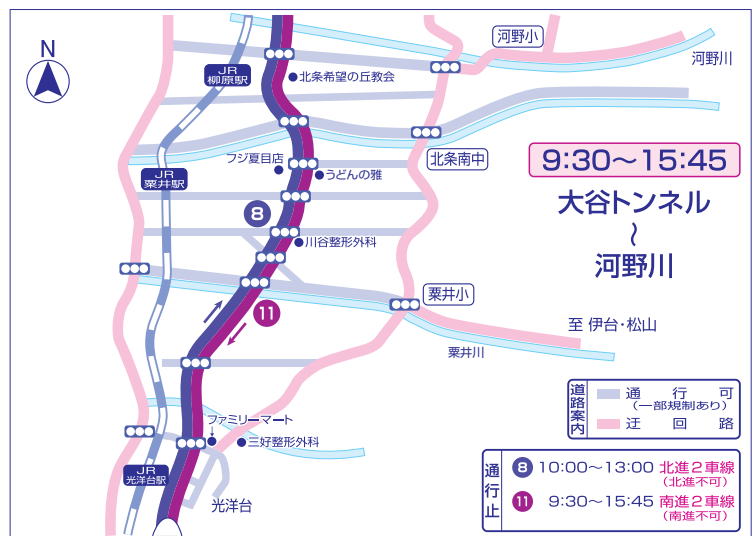 N
JR
柳原駅
北条希望の丘教会
河野小
河野川
JR
粟井駅
フジ夏目店
うどんの雅
北条南中
9:30〜15:45
大谷トンネル
〜
河野川
8
川谷整形外科
11
粟井小
至 伊台・松山
粟井川
ファミリーマート
三好整形外科
JR
光洋台駅
光洋台
道路案内
通行可
(一部規制あり)
迂回路
通行止
8 10:00〜13:00 北進2車線
(北進不可)
11 9:30〜15:45 南進2車線
(南進不可)